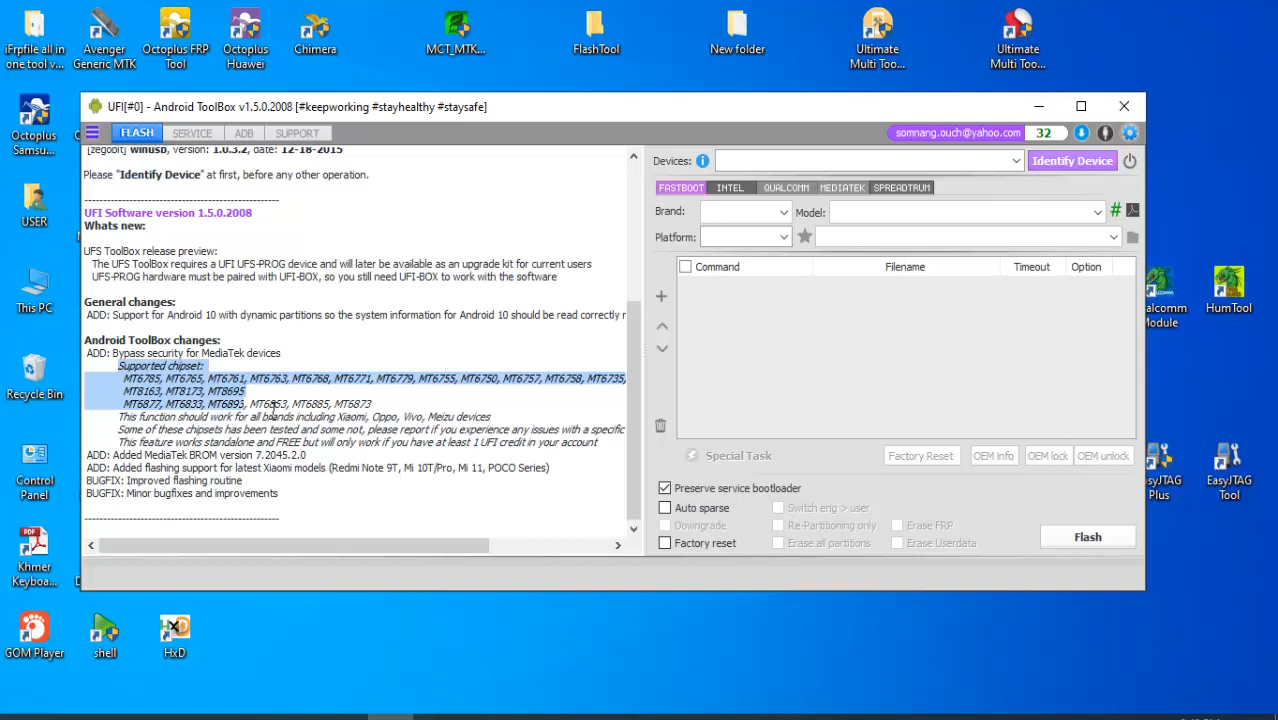 iFrpfile all in
one tool v...
Avenger
Generic MTK
Octoplus FRP
Tool
Octoplus
Huawei
Chimera
MCT_MTK...
FlashTool
New folder
Ultimate
Multi Too...
Ultimate
Multi Too...
Octoplus
Samsu...
USER
This PC
Recycle Bin
Control
Panel
Khmer
Keyboa...
GOM Player
shell
HxD
UFI[#0] - Android ToolBox v1.5.0.2008 [#keepworking #stayhealthy #staysafe]
FLASH SERVICE ADB SUPPORT
somnang.ouch@yahoo.com 32
[zegobit] winusb, version: 1.0.3.2, date: 12-18-2015
Please "Identify Device" at first, before any other operation.
------------------------------------------------
UFI Software version 1.5.0.2008
Whats new:
UFS ToolBox release preview:
The UFS ToolBox requires a UFI UFS-PROG device and will later be available as an upgrade kit for current users
UFS-PROG hardware must be paired with UFI-BOX, so you still need UFI-BOX to work with the software
General changes:
ADD: Support for Android 10 with dynamic partitions so the system information for Android 10 should be read correctly r
Android ToolBox changes:
ADD: Bypass security for MediaTek devices
Supported chipset:
MT6785, MT6765, MT6761, MT6763, MT6768, MT6771, MT6779, MT6755, MT6750, MT6757, MT6758, MT6735,
MT8163, MT8173, MT8695
MT6877, MT6833, MT6893, MT6853, MT6885, MT6873
This function should work for all brands including Xiaomi, Oppo, Vivo, Meizu devices
Some of these chipsets has been tested and some not, please report if you experience any issues with a specific
This feature works standalone and FREE but will only work if you have at least 1 UFI credit in your account
ADD: Added MediaTek BROM version 7.2045.2.0
ADD: Added flashing support for latest Xiaomi models (Redmi Note 9T, Mi 10T/Pro, Mi 11, POCO Series)
BUGFIX: Improved flashing routine
BUGFIX: Minor bugfixes and improvements
------------------------------------------------
Devices: Identify Device
FASTBOOT INTEL QUALCOMM MEDIATEK SPREADTRUM
Brand: Model: #
Platform:
Command Filename Timeout Option
Special Task Factory Reset OEM info OEM lock OEM unlock
Preserve service bootloader
Auto sparse Switch eng > user
Downgrade Re-Partitioning only Erase FRP
Factory reset Erase all partitions Erase Userdata
Flash
Module
HumTool
Plus
EasyJTAG
Tool